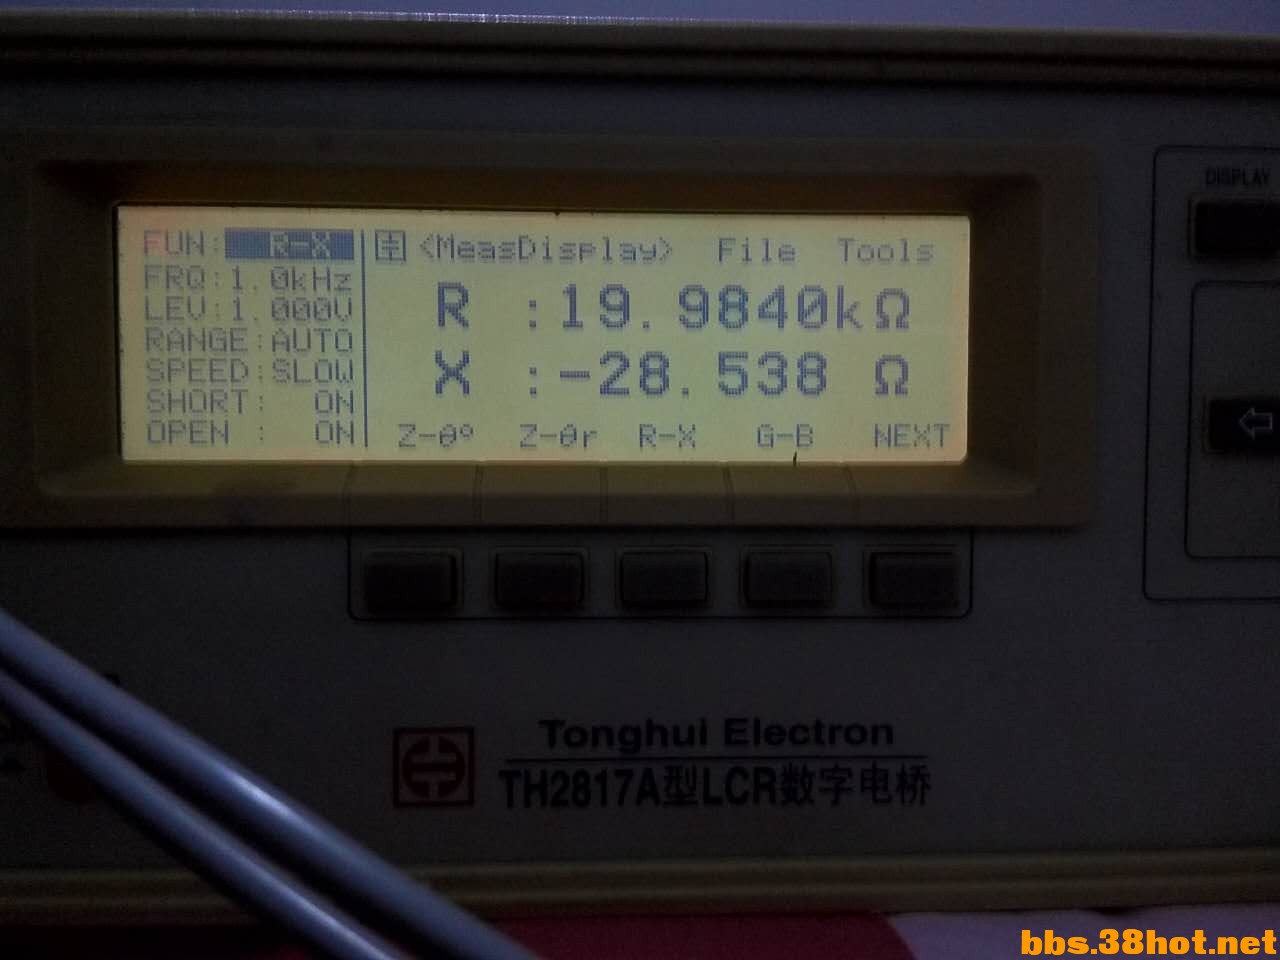 DISPLAY
FUN: R-X
<MeasDisplay> File Tools
FRQ:1.0kHz
LEV:1.000V
RANGE:AUTO
SPEED:SLOW
SHORT: ON
OPEN : ON
R :19.9840kΩ
X :-28.538 Ω
Z-θ° Z-θr R-X G-B NEXT
Tonghui Electron
TH2817A型LCR数字电桥
bbs.38hot.net